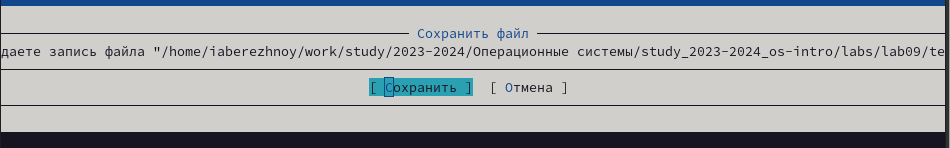 Сохранить файл
даете запись файла "/home/iaberezhnoy/work/study/2023-2024/Операционные системы/study_2023-2024_os-intro/labs/lab09/te
[ Сохранить ] [ Отмена ]